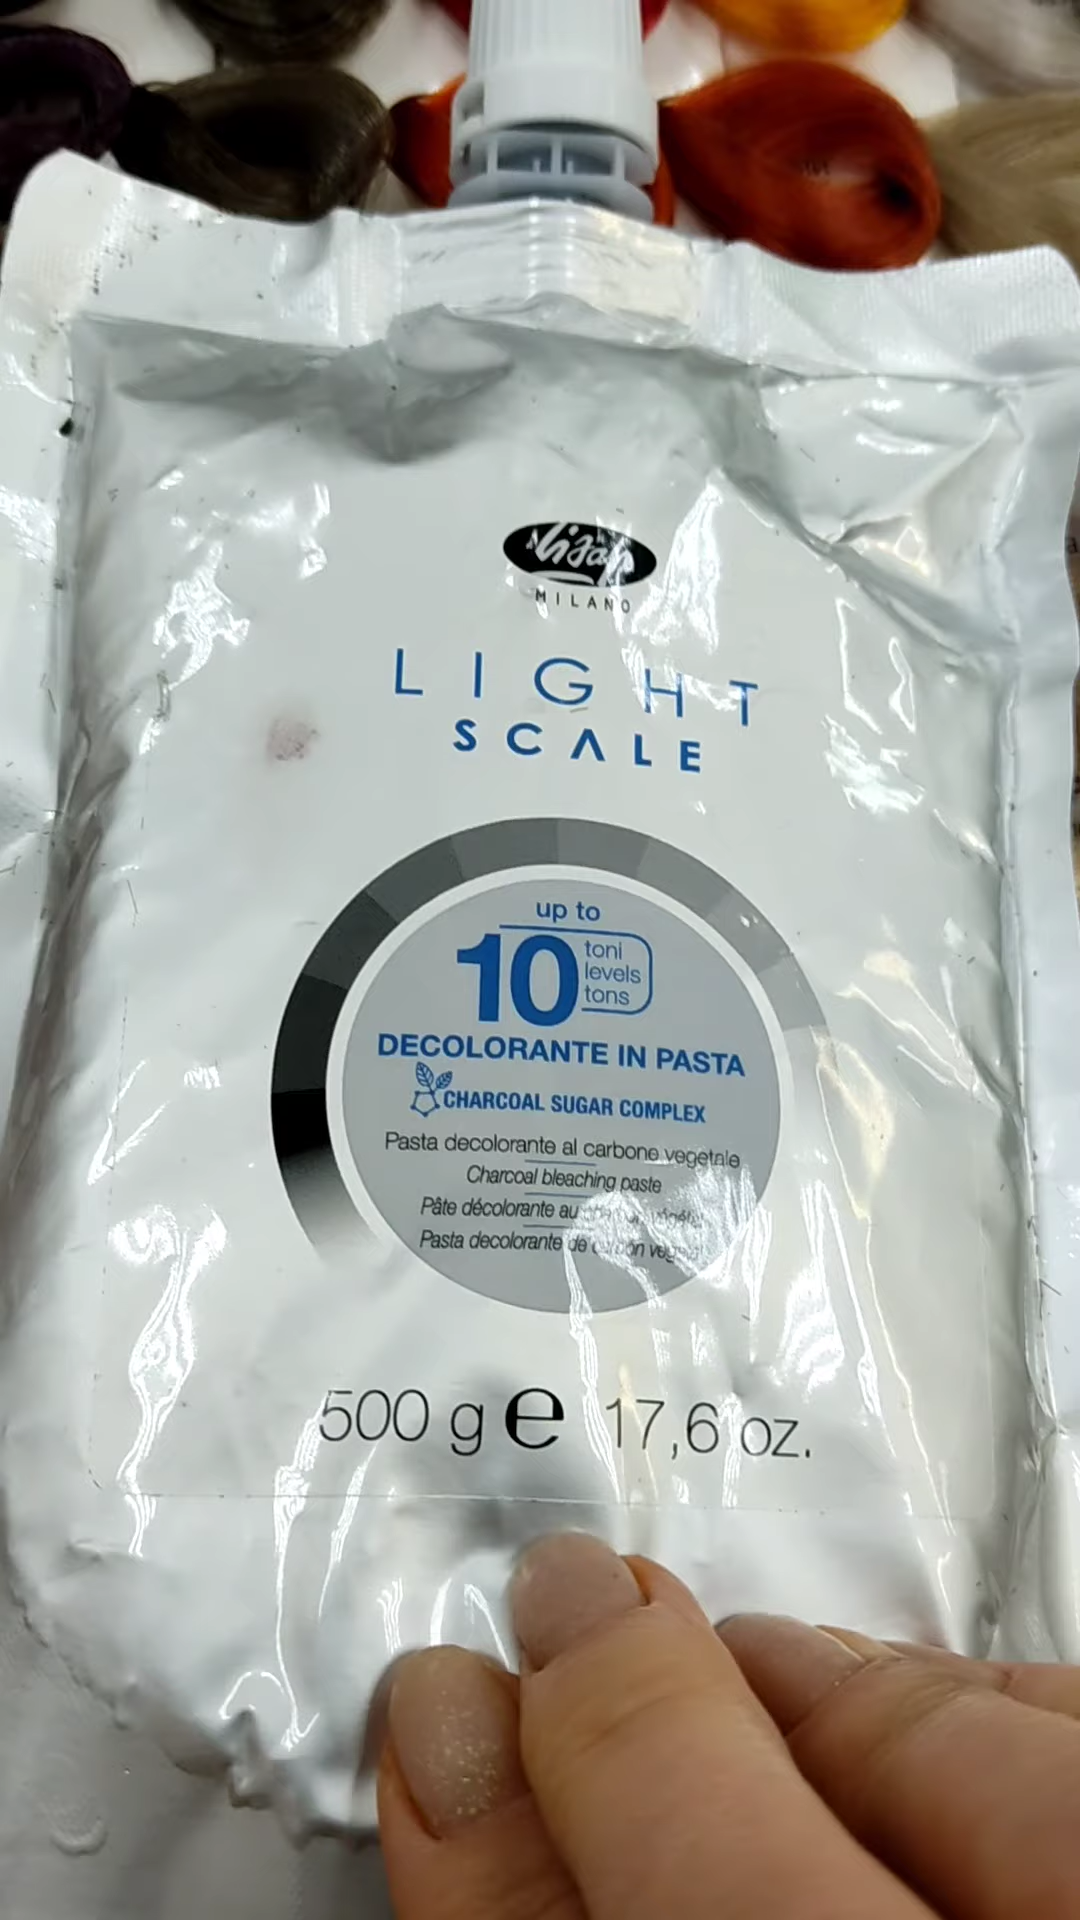 lisap
MILANO
LIGHT
SCALE
up to
10 toni
levels
tons
DECOLORANTE IN PASTA
CHARCOAL SUGAR COMPLEX
Pasta decolorante al carbone vegetale
Charcoal bleaching paste
Pâte décolorante au
Pasta decolorante de
500 g e 17,6 oz.